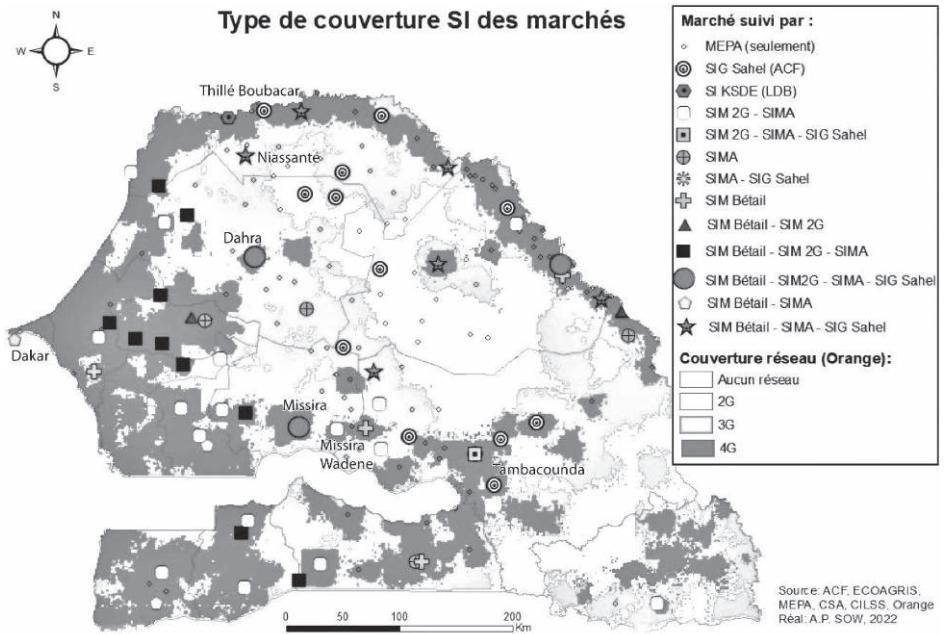 Type de couverture SI des marchés
N
W
E
S
Marché suivi par :
MEPA (seulement)
SIG Sahel (ACF)
SI KSDE (LDB)
SIM 2G - SIMA
SIM 2G - SIMA - SIG Sahel
SIMA
SIMA - SIG Sahel
SIM Bétail
SIM Bétail - SIM 2G
SIM Bétail - SIM 2G - SIMA
SIM Bétail - SIM2G - SIMA - SIG Sahel
SIM Bétail - SIMA
SIM Bétail - SIMA - SIG Sahel
Couverture réseau (Orange):
Aucun réseau
2G
3G
4G
Thillé Boubacar
Niassanté
Dahra
Dakar
Missira
Missira
Wadene
Tambacounda
0
50
100
200
Km
Source: ACF, ECOAGRIS,
MEPA, CSA, CILSS, Orange
Réal: A.P. SOW, 2022